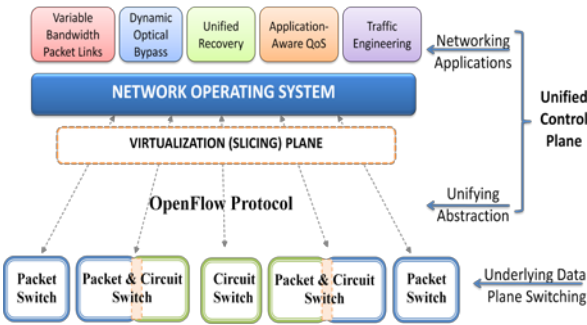 Variable
Bandwidth
Packet Links
Dynamic
Optical
Bypass
Unified
Recovery
Application-
Aware QoS
Traffic
Engineering
Networking
Applications
NETWORK OPERATING SYSTEM
Unified
Control
Plane
VIRTUALIZATION (SLICING) PLANE
OpenFlow Protocol
Unifying
Abstraction
Packet
Switch
Packet & Circuit
Switch
Circuit
Switch
Packet & Circuit
Switch
Packet
Switch
Underlying Data
Plane Switching